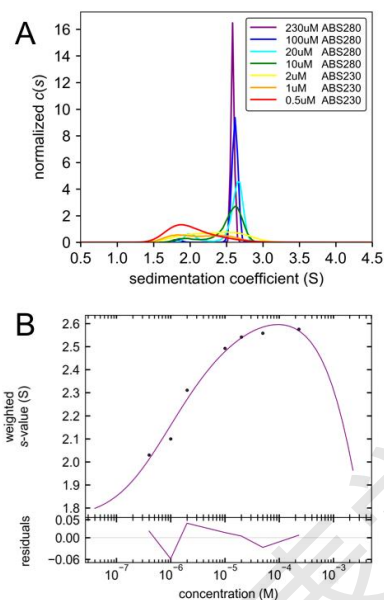 A
normalized c(s)
16
14
12
10
8
6
4
2
0
230uM ABS280
100uM ABS280
20uM ABS280
10uM ABS280
2uM ABS230
1uM ABS230
0.5uM ABS230
0.5 1.0 1.5 2.0 2.5 3.0 3.5 4.0 4.5
sedimentation coefficient (S)
B
weighted
s-value (S)
2.6
2.5
2.4
2.3
2.2
2.1
2.0
1.9
1.8
residuals
0.05
0.00
−0.06
10⁻⁷ 10⁻⁶ 10⁻⁵ 10⁻⁴ 10⁻³
concentration (M)